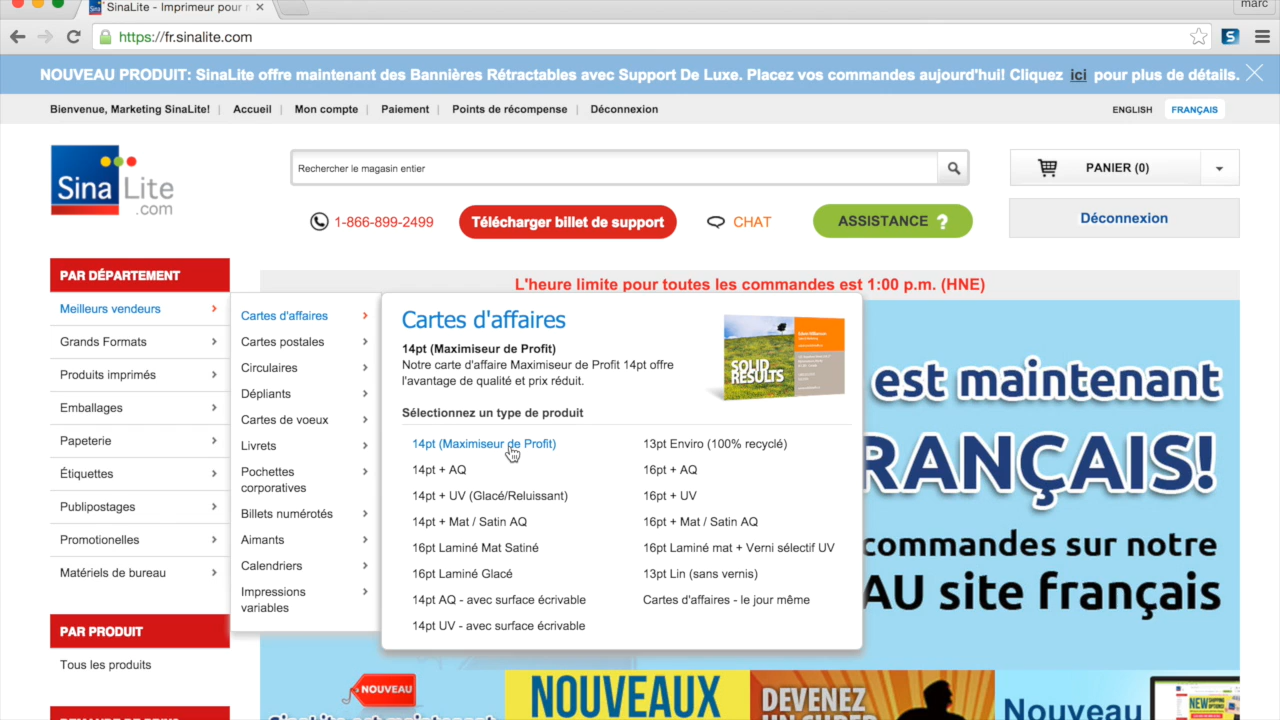 marc
SinaLite - Imprimeur pour
https://fr.sinalite.com
NOUVEAU PRODUIT: SinaLite offre maintenant des Bannières Rétractables avec Support De Luxe. Placez vos commandes aujourd'hui! Cliquez ici pour plus de détails.
Bienvenue, Marketing SinaLite! | Accueil | Mon compte | Paiement | Points de récompense | Déconnexion
ENGLISH FRANÇAIS
Sina Lite .com
Rechercher le magasin entier
PANIER (0)
1-866-899-2499
Télécharger billet de support
CHAT
ASSISTANCE ?
Déconnexion
PAR DÉPARTEMENT
L'heure limite pour toutes les commandes est 1:00 p.m. (HNE)
Meilleurs vendeurs
Grands Formats
Produits imprimés
Emballages
Papeterie
Étiquettes
Publipostages
Promotionelles
Matériels de bureau
PAR PRODUIT
Tous les produits
Cartes d'affaires
Cartes postales
Circulaires
Dépliants
Cartes de voeux
Livrets
Pochettes
corporatives
Billets numérotés
Aimants
Calendriers
Impressions
variables
Cartes d'affaires
14pt (Maximiseur de Profit)
Notre carte d'affaire Maximiseur de Profit 14pt offre
l'avantage de qualité et prix réduit.
SOLID
RESULTS
Sélectionnez un type de produit
14pt (Maximiseur de Profit)
14pt + AQ
14pt + UV (Glacé/Reluissant)
14pt + Mat / Satin AQ
16pt Laminé Mat Satiné
16pt Laminé Glacé
14pt AQ - avec surface écrivable
14pt UV - avec surface écrivable
13pt Enviro (100% recyclé)
16pt + AQ
16pt + UV
16pt + Mat / Satin AQ
16pt Laminé mat + Verni sélectif UV
13pt Lin (sans vernis)
Cartes d'affaires - le jour même
est maintenant
RANÇAIS!
commandes sur notre
AU site français
NOUVEAU
SinaLite est maintenant
NOUVEAUX
DEVENEZ
UN SUPER
Nouveau
NEW